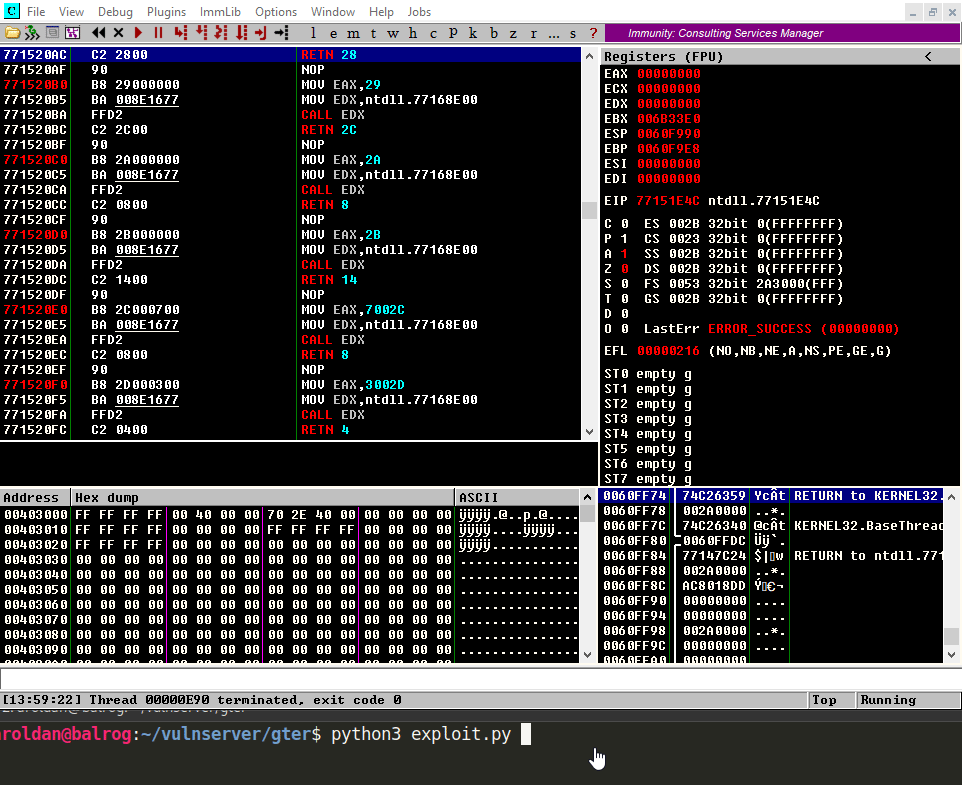 C File View Debug Plugins ImmLib Options Window Help Jobs
l e m t w h c P k b z r ... s ? Immunity: Consulting Services Manager
771520AC C2 2800 RETN 28
771520AF 90 NOP
771520B0 B8 29000000 MOV EAX,29
771520B5 BA 008E1677 MOV EDX,ntdll.77168E00
771520BA FFD2 CALL EDX
771520BC C2 2C00 RETN 2C
771520BF 90 NOP
771520C0 B8 2A000000 MOV EAX,2A
771520C5 BA 008E1677 MOV EDX,ntdll.77168E00
771520CA FFD2 CALL EDX
771520CC C2 0800 RETN 8
771520CF 90 NOP
771520D0 B8 2B000000 MOV EAX,2B
771520D5 BA 008E1677 MOV EDX,ntdll.77168E00
771520DA FFD2 CALL EDX
771520DC C2 1400 RETN 14
771520DF 90 NOP
771520E0 B8 2C000700 MOV EAX,7002C
771520E5 BA 008E1677 MOV EDX,ntdll.77168E00
771520EA FFD2 CALL EDX
771520EC C2 0800 RETN 8
771520EF 90 NOP
771520F0 B8 2D000300 MOV EAX,3002D
771520F5 BA 008E1677 MOV EDX,ntdll.77168E00
771520FA FFD2 CALL EDX
771520FC C2 0400 RETN 4
Registers (FPU) <
EAX 00000000
ECX 00000000
EDX 00000000
EBX 006B33E0
ESP 0060F990
EBP 0060F9E8
ESI 00000000
EDI 00000000
EIP 77151E4C ntdll.77151E4C
C 0 ES 002B 32bit 0(FFFFFFFF)
P 1 CS 0023 32bit 0(FFFFFFFF)
A 1 SS 002B 32bit 0(FFFFFFFF)
Z 0 DS 002B 32bit 0(FFFFFFFF)
S 0 FS 0053 32bit 2A3000(FFF)
T 0 GS 002B 32bit 0(FFFFFFFF)
D 0
O 0 LastErr ERROR_SUCCESS (00000000)
EFL 00000216 (NO,NB,NE,A,NS,PE,GE,G)
ST0 empty g
ST1 empty g
ST2 empty g
ST3 empty g
ST4 empty g
ST5 empty g
ST6 empty g
ST7 empty g
Address Hex dump ASCII
00403000 FF FF FF FF 00 40 00 00 70 2E 40 00 00 00 00 00 ÿÿÿÿ.@..p.@.....
00403010 00 00 00 00 00 00 00 00 FF FF FF FF 00 00 00 00 ........ÿÿÿÿ....
00403020 FF FF FF FF 00 00 00 00 00 00 00 00 00 00 00 00 ÿÿÿÿ............
00403030 00 00 00 00 00 00 00 00 00 00 00 00 00 00 00 00 ................
00403040 00 00 00 00 00 00 00 00 00 00 00 00 00 00 00 00 ................
00403050 00 00 00 00 00 00 00 00 00 00 00 00 00 00 00 00 ................
00403060 00 00 00 00 00 00 00 00 00 00 00 00 00 00 00 00 ................
00403070 00 00 00 00 00 00 00 00 00 00 00 00 00 00 00 00 ................
00403080 00 00 00 00 00 00 00 00 00 00 00 00 00 00 00 00 ................
00403090 00 00 00 00 00 00 00 00 00 00 00 00 00 00 00 00 ................
0060FF74 74C26359 YcÂt RETURN to KERNEL32.
0060FF78 002A0000 ..*.
0060FF7C 74C26340 @cÂt KERNEL32.BaseThread
0060FF80 0060FFDC Üÿ`.
0060FF84 77147C24 $|w RETURN to ntdll.771
0060FF88 002A0000 ..*.
0060FF8C AC8018DD Ý€¬
0060FF90 00000000 ....
0060FF94 00000000 ....
0060FF98 002A0000 ..*.
0060FF9C 00000000 ....
0060FFA0 00000000
[13:59:22] Thread 00000E90 terminated, exit code 0 Top Running
aroldan@balrog:~/vulnserver/gter$ python3 exploit.py